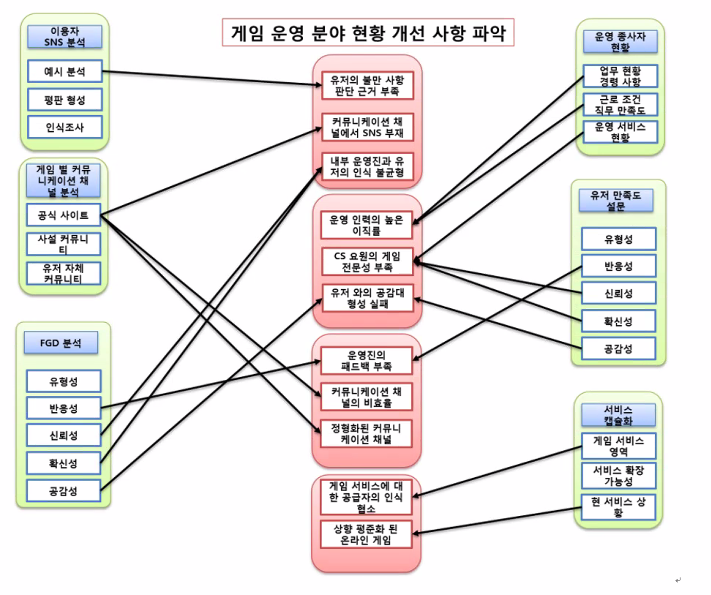 게임 운영 분야 현황 개선 사항 파악
이용자
SNS 분석
예시 분석
평판 형성
인식조사
게임 별 커뮤
니케이션 채
널 분석
공식 사이트
사설 커뮤니
티
유저 자체
커뮤니티
FGD 분석
유형성
반응성
신뢰성
확신성
공감성
유저의 불만 사항
판단 근거 부족
커뮤니케이션 채
널에서 SNS 부재
내부 운영진과 유
저의 인식 불균형
운영 인력의 높은
이직률
CS 요원의 게임
전문성 부족
유저 와의 공감대
형성 실패
운영진의
패드백 부족
커뮤니케이션 채
널의 비효율
정형화된 커뮤니
케이션 채널
게임 서비스에 대
한 공급자의 인식
협소
상향 평준화 된
온라인 게임
운영 종사자
현황
업무 현황
경령 사항
근로 조건
직무 만족도
운영 서비스
현황
유저 만족도
설문
유형성
반응성
신뢰성
확신성
공감성
서비스
캡슐화
게임 서비스
영역
서비스 확장
가능성
현 서비스 상
황